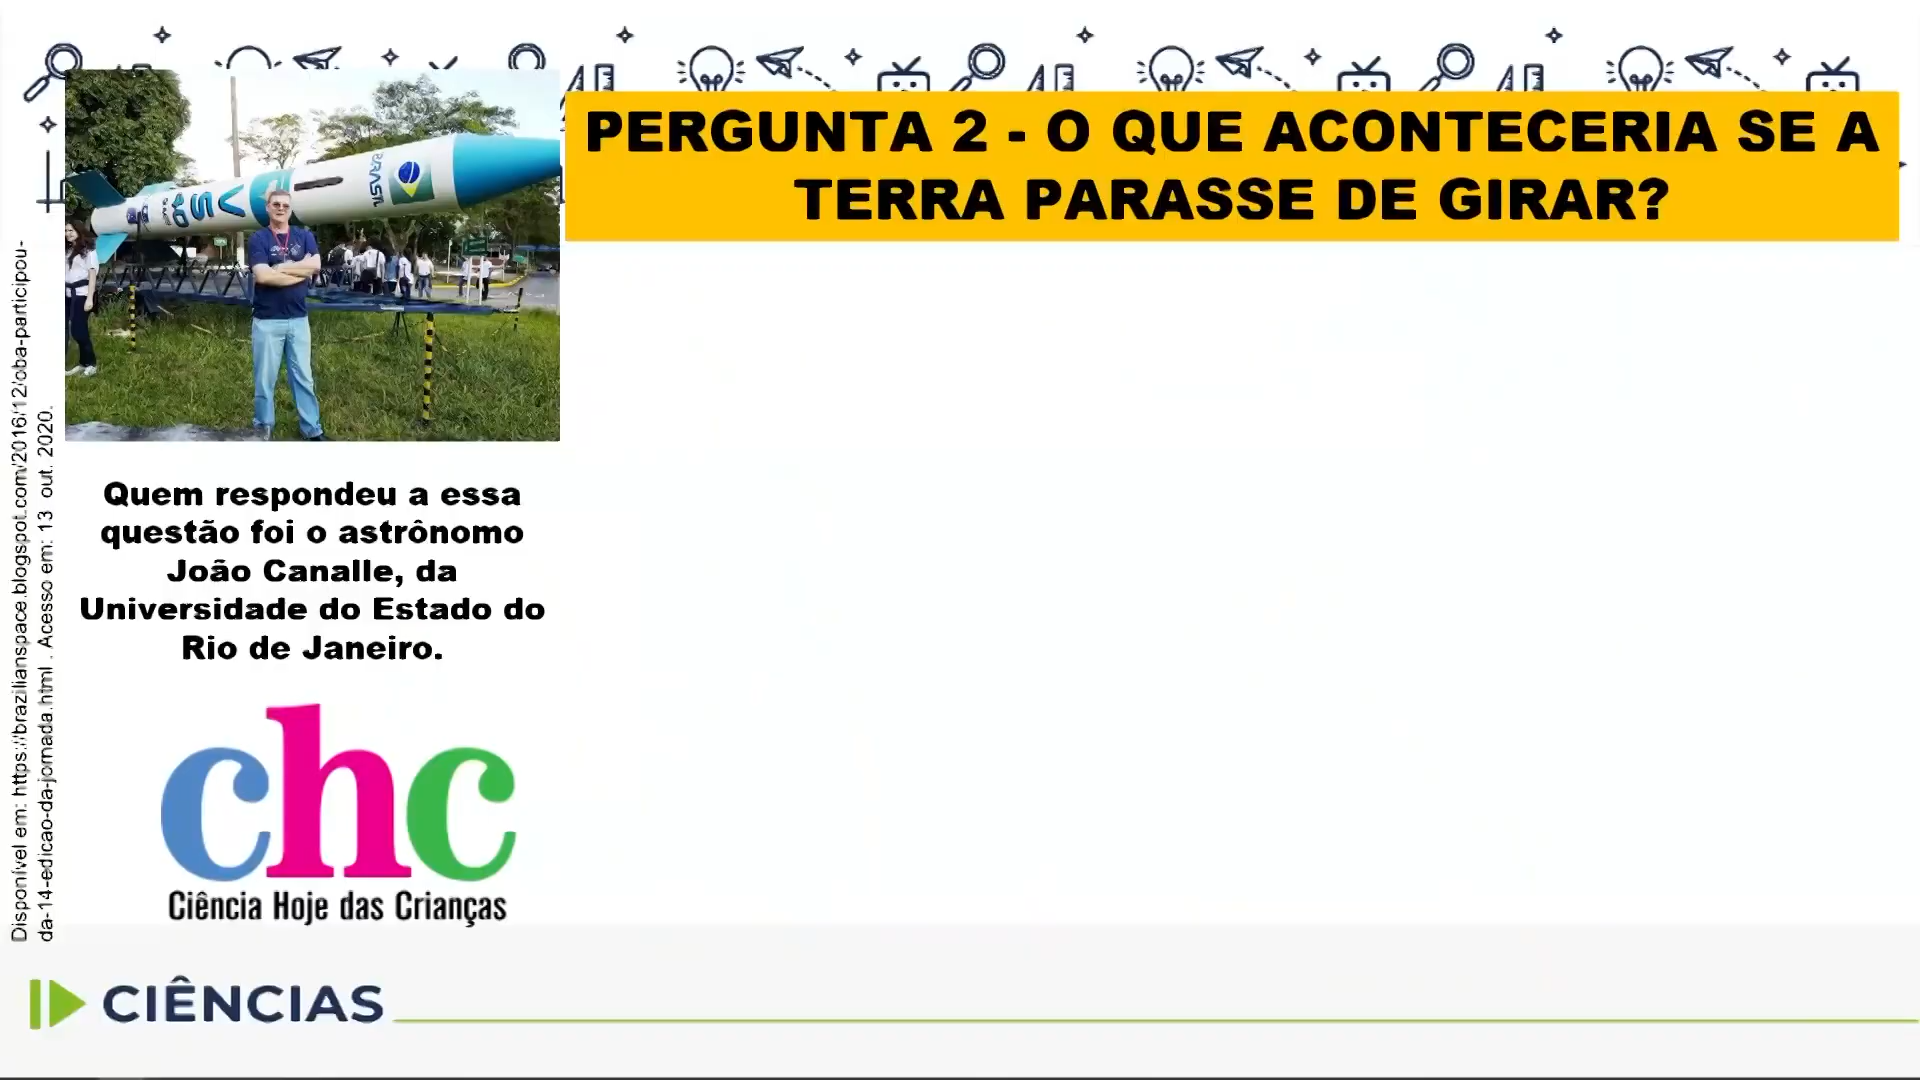 PERGUNTA 2 - O QUE ACONTECERIA SE A
TERRA PARASSE DE GIRAR?
BRASIL
VS
Quem respondeu a essa
questão foi o astrônomo
João Canalle, da
Universidade do Estado do
Rio de Janeiro.
chc
Ciência Hoje das Crianças
Disponível em: https://brazilianspace.blogspot.com/2016/12/oba-participou-
da-14-edicao-da-jornada.html . Acesso em: 13 out. 2020.
CIÊNCIAS